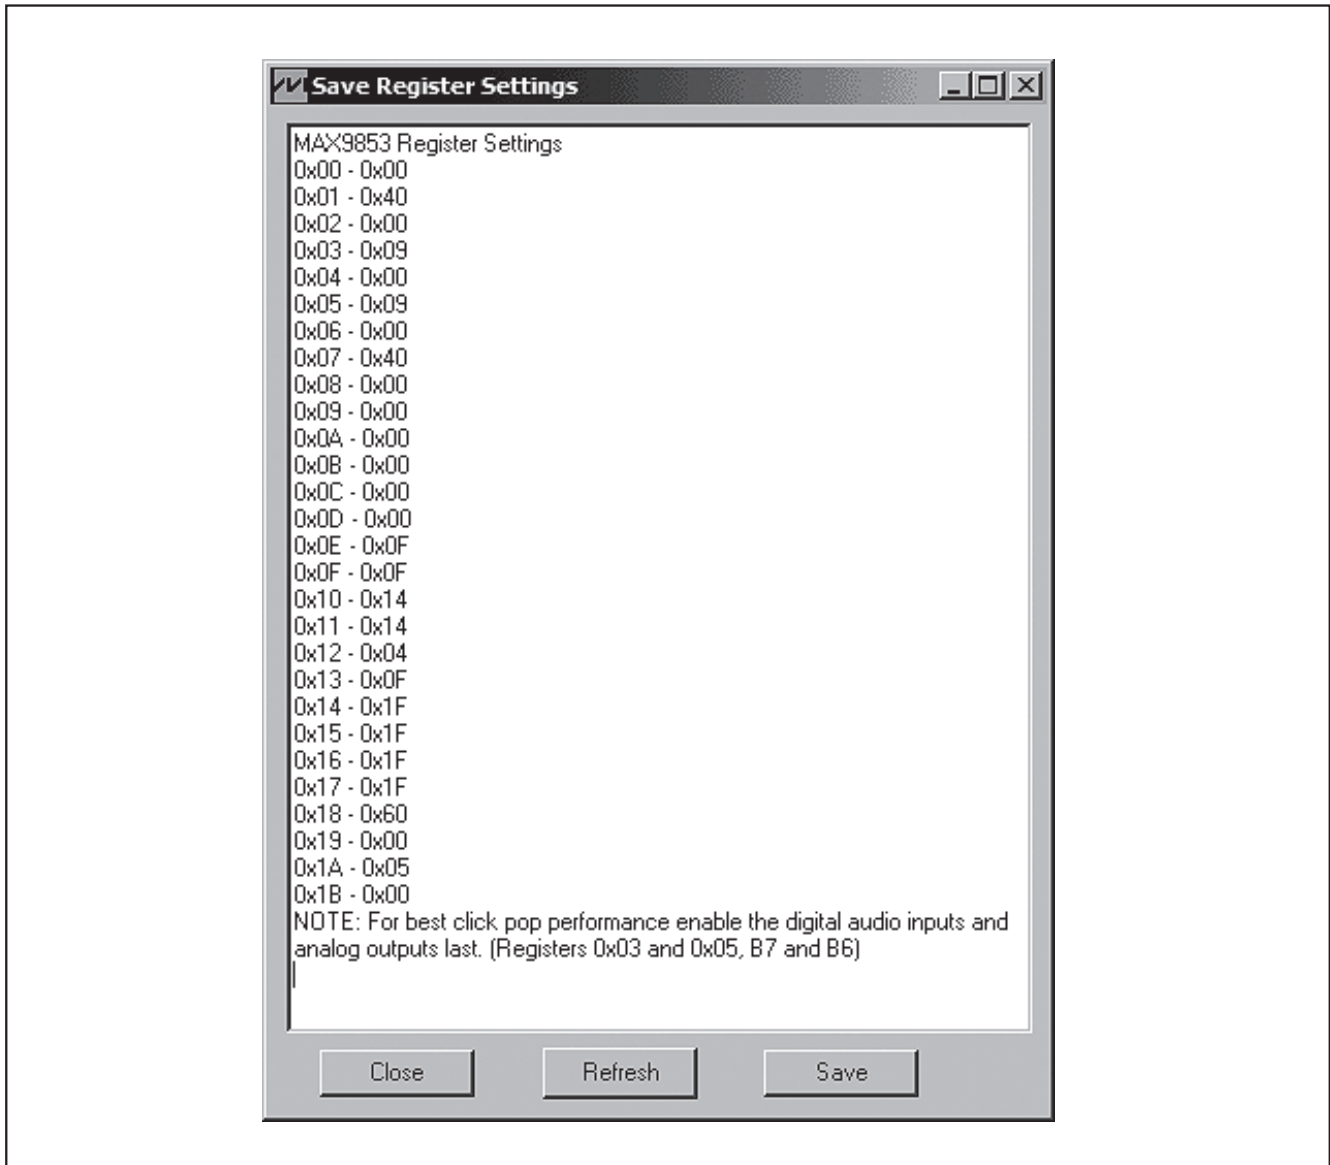 Save Register Settings
MAX9853 Register Settings
0x00 - 0x00
0x01 - 0x40
0x02 - 0x00
0x03 - 0x09
0x04 - 0x00
0x05 - 0x09
0x06 - 0x00
0x07 - 0x40
0x08 - 0x00
0x09 - 0x00
0x0A - 0x00
0x0B - 0x00
0x0C - 0x00
0x0D - 0x00
0x0E - 0x0F
0x0F - 0x0F
0x10 - 0x14
0x11 - 0x14
0x12 - 0x04
0x13 - 0x0F
0x14 - 0x1F
0x15 - 0x1F
0x16 - 0x1F
0x17 - 0x1F
0x18 - 0x60
0x19 - 0x00
0x1A - 0x05
0x1B - 0x00
NOTE: For best click pop performance enable the digital audio inputs and
analog outputs last. (Registers 0x03 and 0x05, B7 and B6)
Close Refresh Save